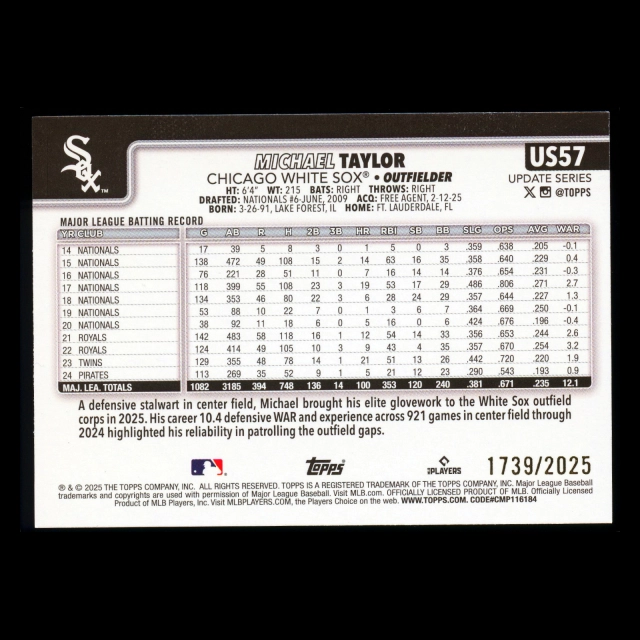 Sox
MICHAEL TAYLOR
US57
CHICAGO WHITE SOX® • OUTFIELDER
UPDATE SERIES
HT: 6'4" WT: 215 BATS: RIGHT THROWS: RIGHT
X @TOPPS
DRAFTED: NATIONALS #6-JUNE, 2009 ACQ: FREE AGENT, 2-12-25
BORN: 3-26-91, LAKE FOREST, IL HOME: FT. LAUDERDALE, FL
MAJOR LEAGUE BATTING RECORD
YR CLUB G AB R H 2B 3B HR RBI SB BB SLG OPS AVG WAR
14 NATIONALS 17 39 5 8 3 0 1 5 0 3 .359 .638 .205 -0.1
15 NATIONALS 138 472 49 108 15 2 14 63 16 35 .358 .640 .229 0.4
16 NATIONALS 76 221 28 51 11 0 7 16 14 14 .376 .654 .231 -0.3
17 NATIONALS 118 399 55 108 23 3 19 53 17 29 .486 .806 .271 2.7
18 NATIONALS 134 353 46 80 22 3 6 28 24 29 .357 .644 .227 1.3
19 NATIONALS 53 88 10 22 7 0 1 3 6 7 .364 .669 .250 -0.1
20 NATIONALS 38 92 11 18 6 0 5 16 0 6 .424 .676 .196 -0.4
21 ROYALS 142 483 58 118 16 1 12 54 14 33 .356 .653 .244 2.6
22 ROYALS 124 414 49 105 10 3 9 43 4 35 .357 .670 .254 3.2
23 TWINS 129 355 48 78 14 1 21 51 13 26 .442 .720 .220 1.9
24 PIRATES 113 269 35 52 9 1 5 21 12 23 .290 .543 .193 0.9
MAJ. LEA. TOTALS 1082 3185 394 748 136 14 100 353 120 240 .381 .671 .235 12.1
A defensive stalwart in center field, Michael brought his elite glovework to the White Sox outfield
corps in 2025. His career 10.4 defensive WAR and experience across 921 games in center field through
2024 highlighted his reliability in patrolling the outfield gaps.
Topps PLAYERS 1739/2025
® & © 2025 THE TOPPS COMPANY, INC. ALL RIGHTS RESERVED. TOPPS IS A REGISTERED TRADEMARK OF THE TOPPS COMPANY, INC. Major League Baseball
trademarks and copyrights are used with permission of Major League Baseball. Visit MLB.com. OFFICIALLY LICENSED PRODUCT OF MLB. Officially Licensed
Product of MLB Players, Inc. Visit MLBPLAYERS.COM, the Players Choice on the web. WWW.TOPPS.COM. CODE#CMP116184